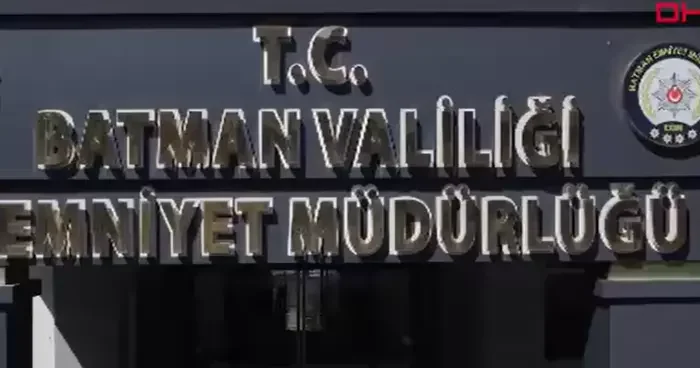 T.C.
BATMAN VALİLİĞİ
EMNİYET MÜDÜRLÜĞÜ